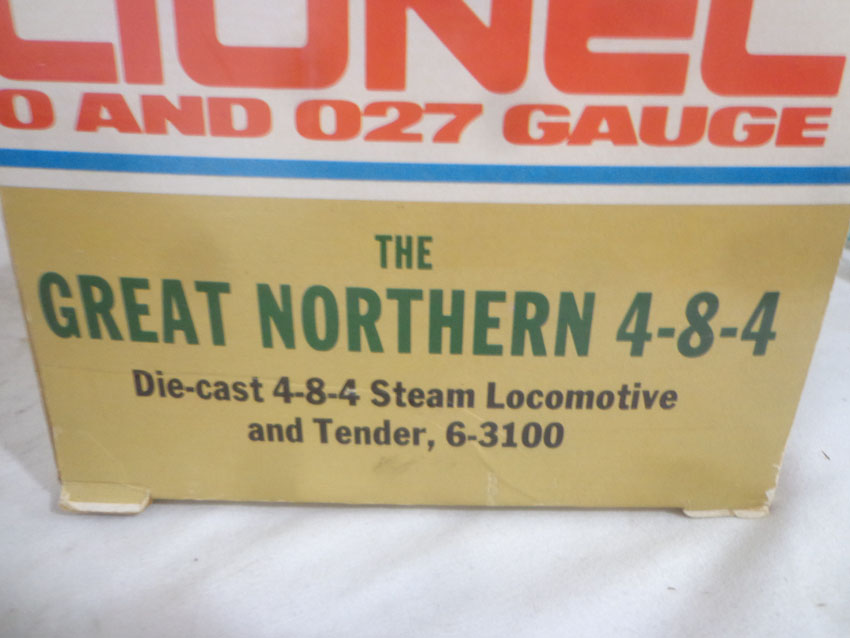 LIONEL
O AND O27 GAUGE
THE
GREAT NORTHERN 4-8-4
Die-cast 4-8-4 Steam Locomotive
and Tender, 6-3100